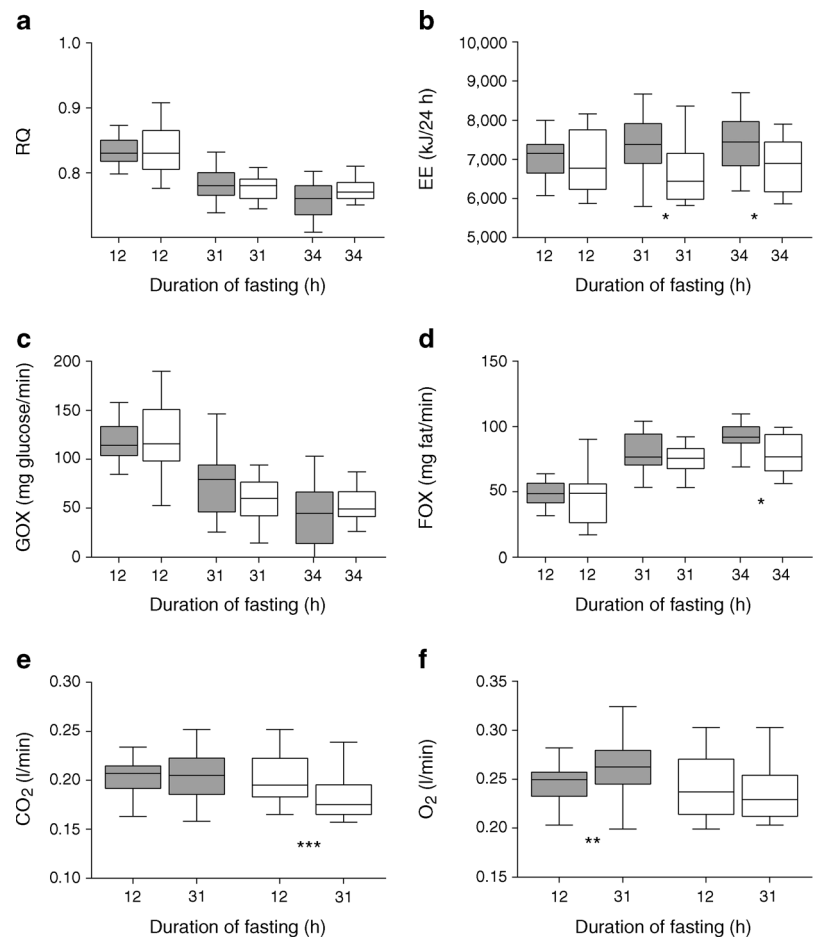 a
1.0
0.9
0.8
RQ
12 12 31 31 34 34
Duration of fasting (h)
b
10,000
9,000
8,000
7,000
6,000
5,000
EE (kJ/24 h)
* *
12 12 31 31 34 34
Duration of fasting (h)
c
200
150
100
50
0
GOX (mg glucose/min)
12 12 31 31 34 34
Duration of fasting (h)
d
150
100
50
0
FOX (mg fat/min)
*
12 12 31 31 34 34
Duration of fasting (h)
e
0.30
0.25
0.20
0.15
0.10
CO₂ (l/min)
***
12 31 12 31
Duration of fasting (h)
f
0.35
0.30
0.25
0.20
0.15
O₂ (l/min)
**
12 31 12 31
Duration of fasting (h)